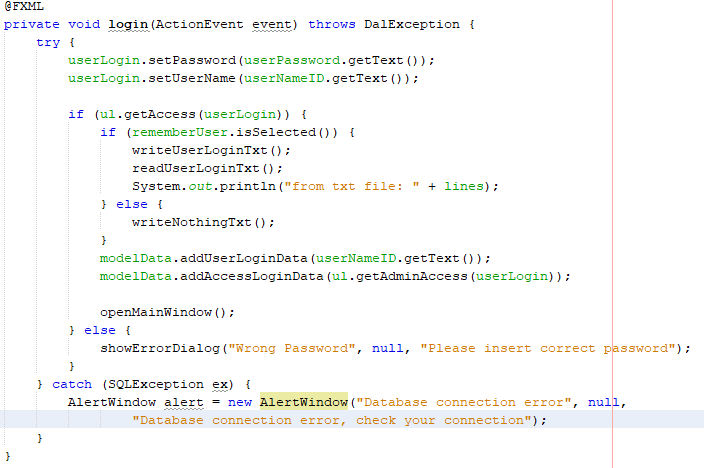 @FXML
private void login(ActionEvent event) throws DalException {
try {
userLogin.setPassword(userPassword.getText());
userLogin.setUserName(userNameID.getText());
if (ul.getAccess(userLogin)) {
if (rememberUser.isSelected()) {
writeUserLoginTxt();
readUserLoginTxt();
System.out.println("from txt file: " + lines);
} else {
writeNothingTxt();
}
modelData.addUserLoginData(userNameID.getText());
modelData.addAccessLoginData(ul.getAdminAccess(userLogin));
openMainWindow();
} else {
showErrorDialog("Wrong Password", null, "Please insert correct password");
}
} catch (SQLException ex) {
AlertWindow alert = new AlertWindow("Database connection error", null,
"Database connection error, check your connection");
}
}